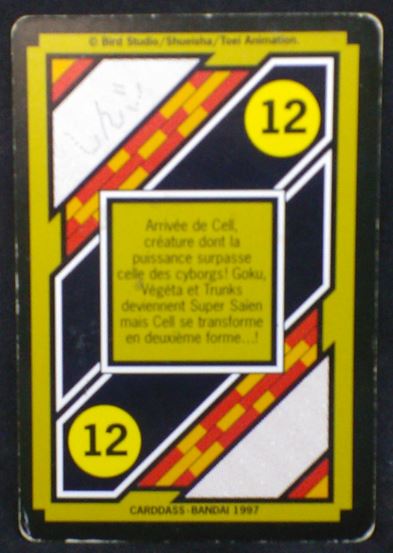 © Bird Studio/Shueisha/Toei Animation.
12
Arrivée de Cell,
créature dont la
puissance surpasse
celle des cyborgs! Goku,
Végéta et Trunks
deviennent Super Saien
mais Cell se transforme
en deuxième forme...!
12
CARDDASS-BANDAI 1997